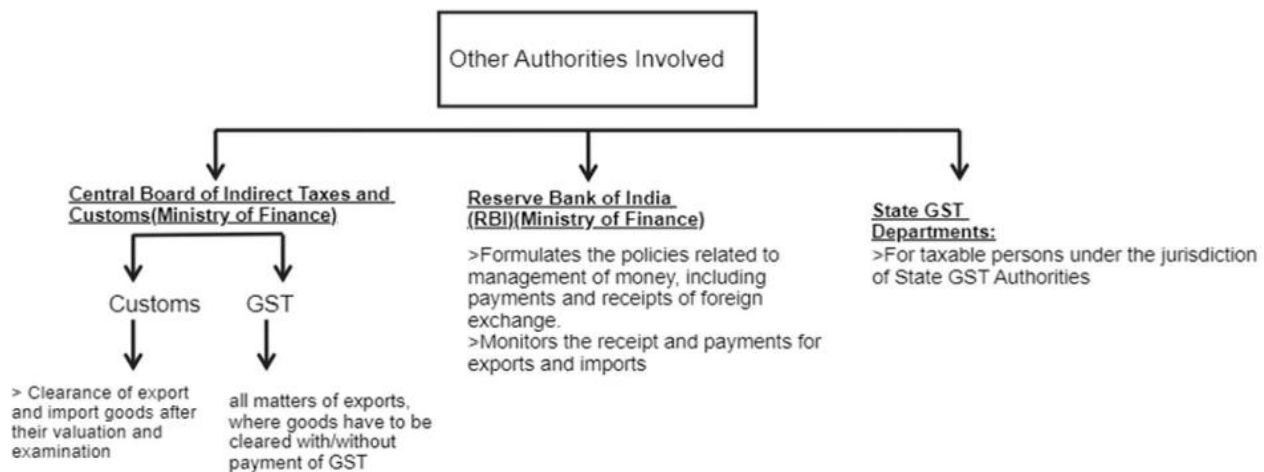 Other Authorities Involved
Central Board of Indirect Taxes and
Customs(Ministry of Finance)
Customs
> Clearance of export
and import goods after
their valuation and
examination
GST
all matters of exports,
where goods have to be
cleared with/without
payment of GST
Reserve Bank of India
(RBI)(Ministry of Finance)
>Formulates the policies related to
management of money, including
payments and receipts of foreign
exchange.
>Monitors the receipt and payments for
exports and imports
State GST
Departments:
>For taxable persons under the jurisdiction
of State GST Authorities